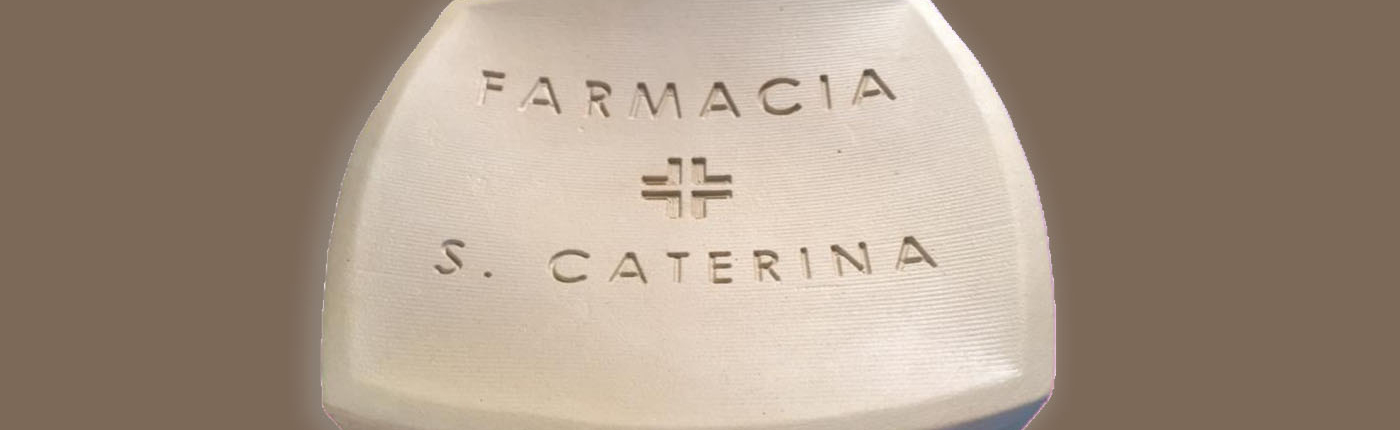 FARMACIA
S. CATERINA